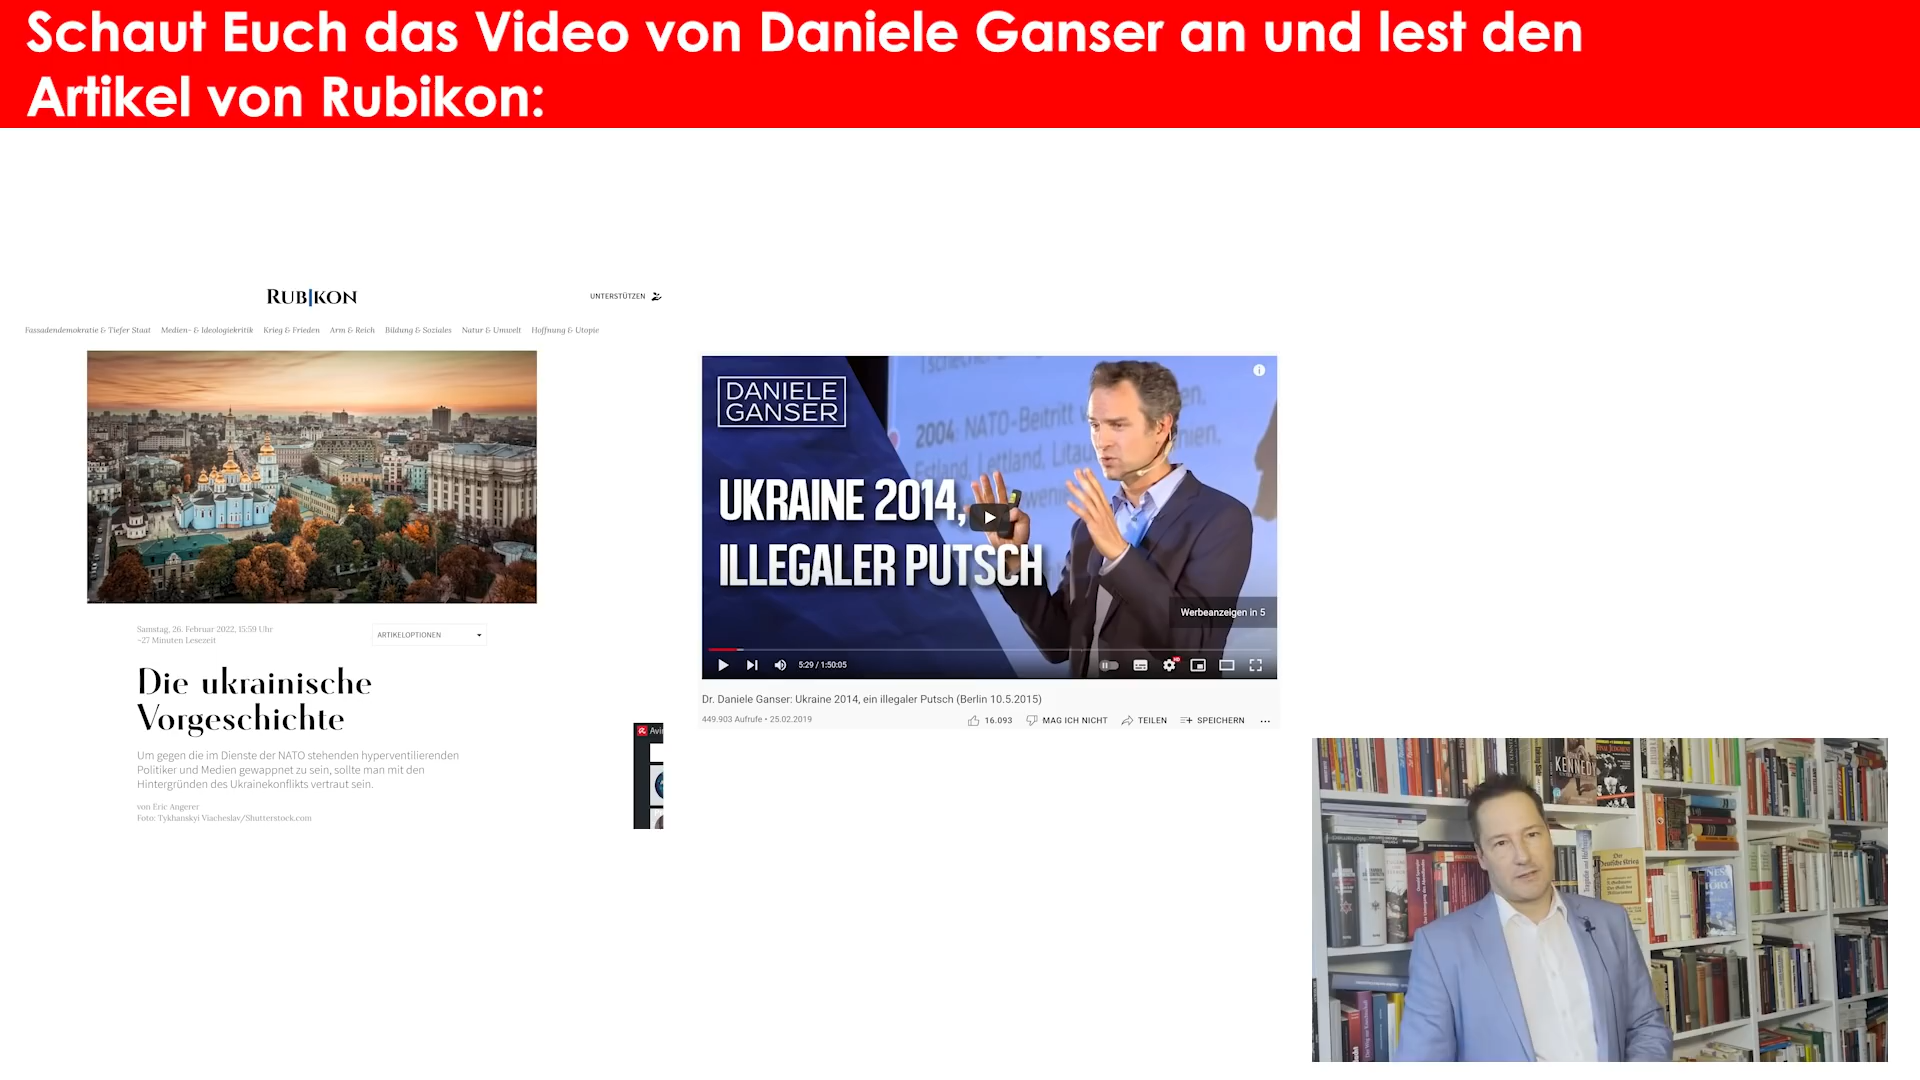 Schaut Euch das Video von Daniele Ganser an und lest den
Artikel von Rubikon:
RUBIKON
UNTERSTÜTZEN
Fassadendemokratie & Tiefer Staat Medien- & Ideologiekritik Krieg & Frieden Arm & Reich Bildung & Soziales Natur & Umwelt Hoffnung & Utopie
Samstag, 26. Februar 2022, 15:59 Uhr
~27 Minuten Lesezeit
ARTIKELOPTIONEN
Die ukrainische
Vorgeschichte
Um gegen die im Dienste der NATO stehenden hyperventilierenden
Politiker und Medien gewappnet zu sein, sollte man mit den
Hintergründen des Ukrainekonflikts vertraut sein.
von Eric Angerer
Foto: Tykhanskyi Viacheslav/Shutterstock.com
Avi
DANIELE
GANSER
2004: NATO-Beitritt
Estland, Lettland, Litau
UKRAINE 2014,
ILLEGALER PUTSCH
Werbeanzeigen in 5
5:29 / 1:50:05
Dr. Daniele Ganser: Ukraine 2014, ein illegaler Putsch (Berlin 10.5.2015)
449.903 Aufrufe • 25.02.2019
16.093 MAG ICH NICHT TEILEN SPEICHERN
FINAL JUDGMENT
KENNEDY
Der
Deutsche Krieg